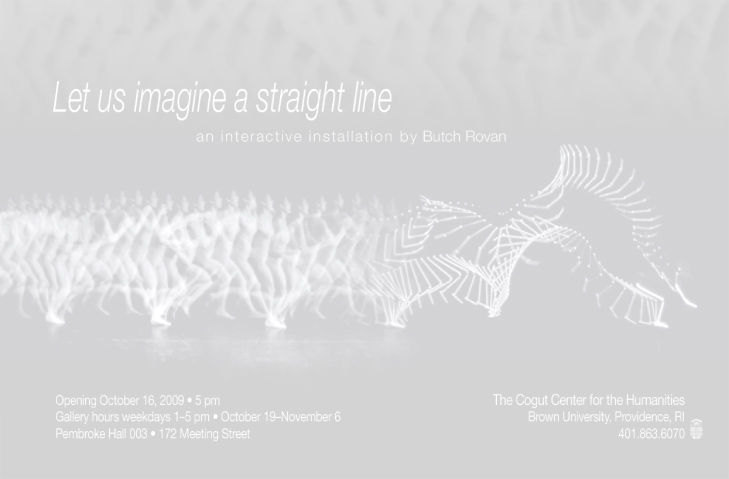 Let us imagine a straight line
an interactive installation by Butch Rovan
Opening October 16, 2009 • 5 pm
Gallery hours weekdays 1–5 pm • October 19–November 6
Pembroke Hall 003 • 172 Meeting Street
The Cogut Center for the Humanities
Brown University, Providence, RI
401.863.6070